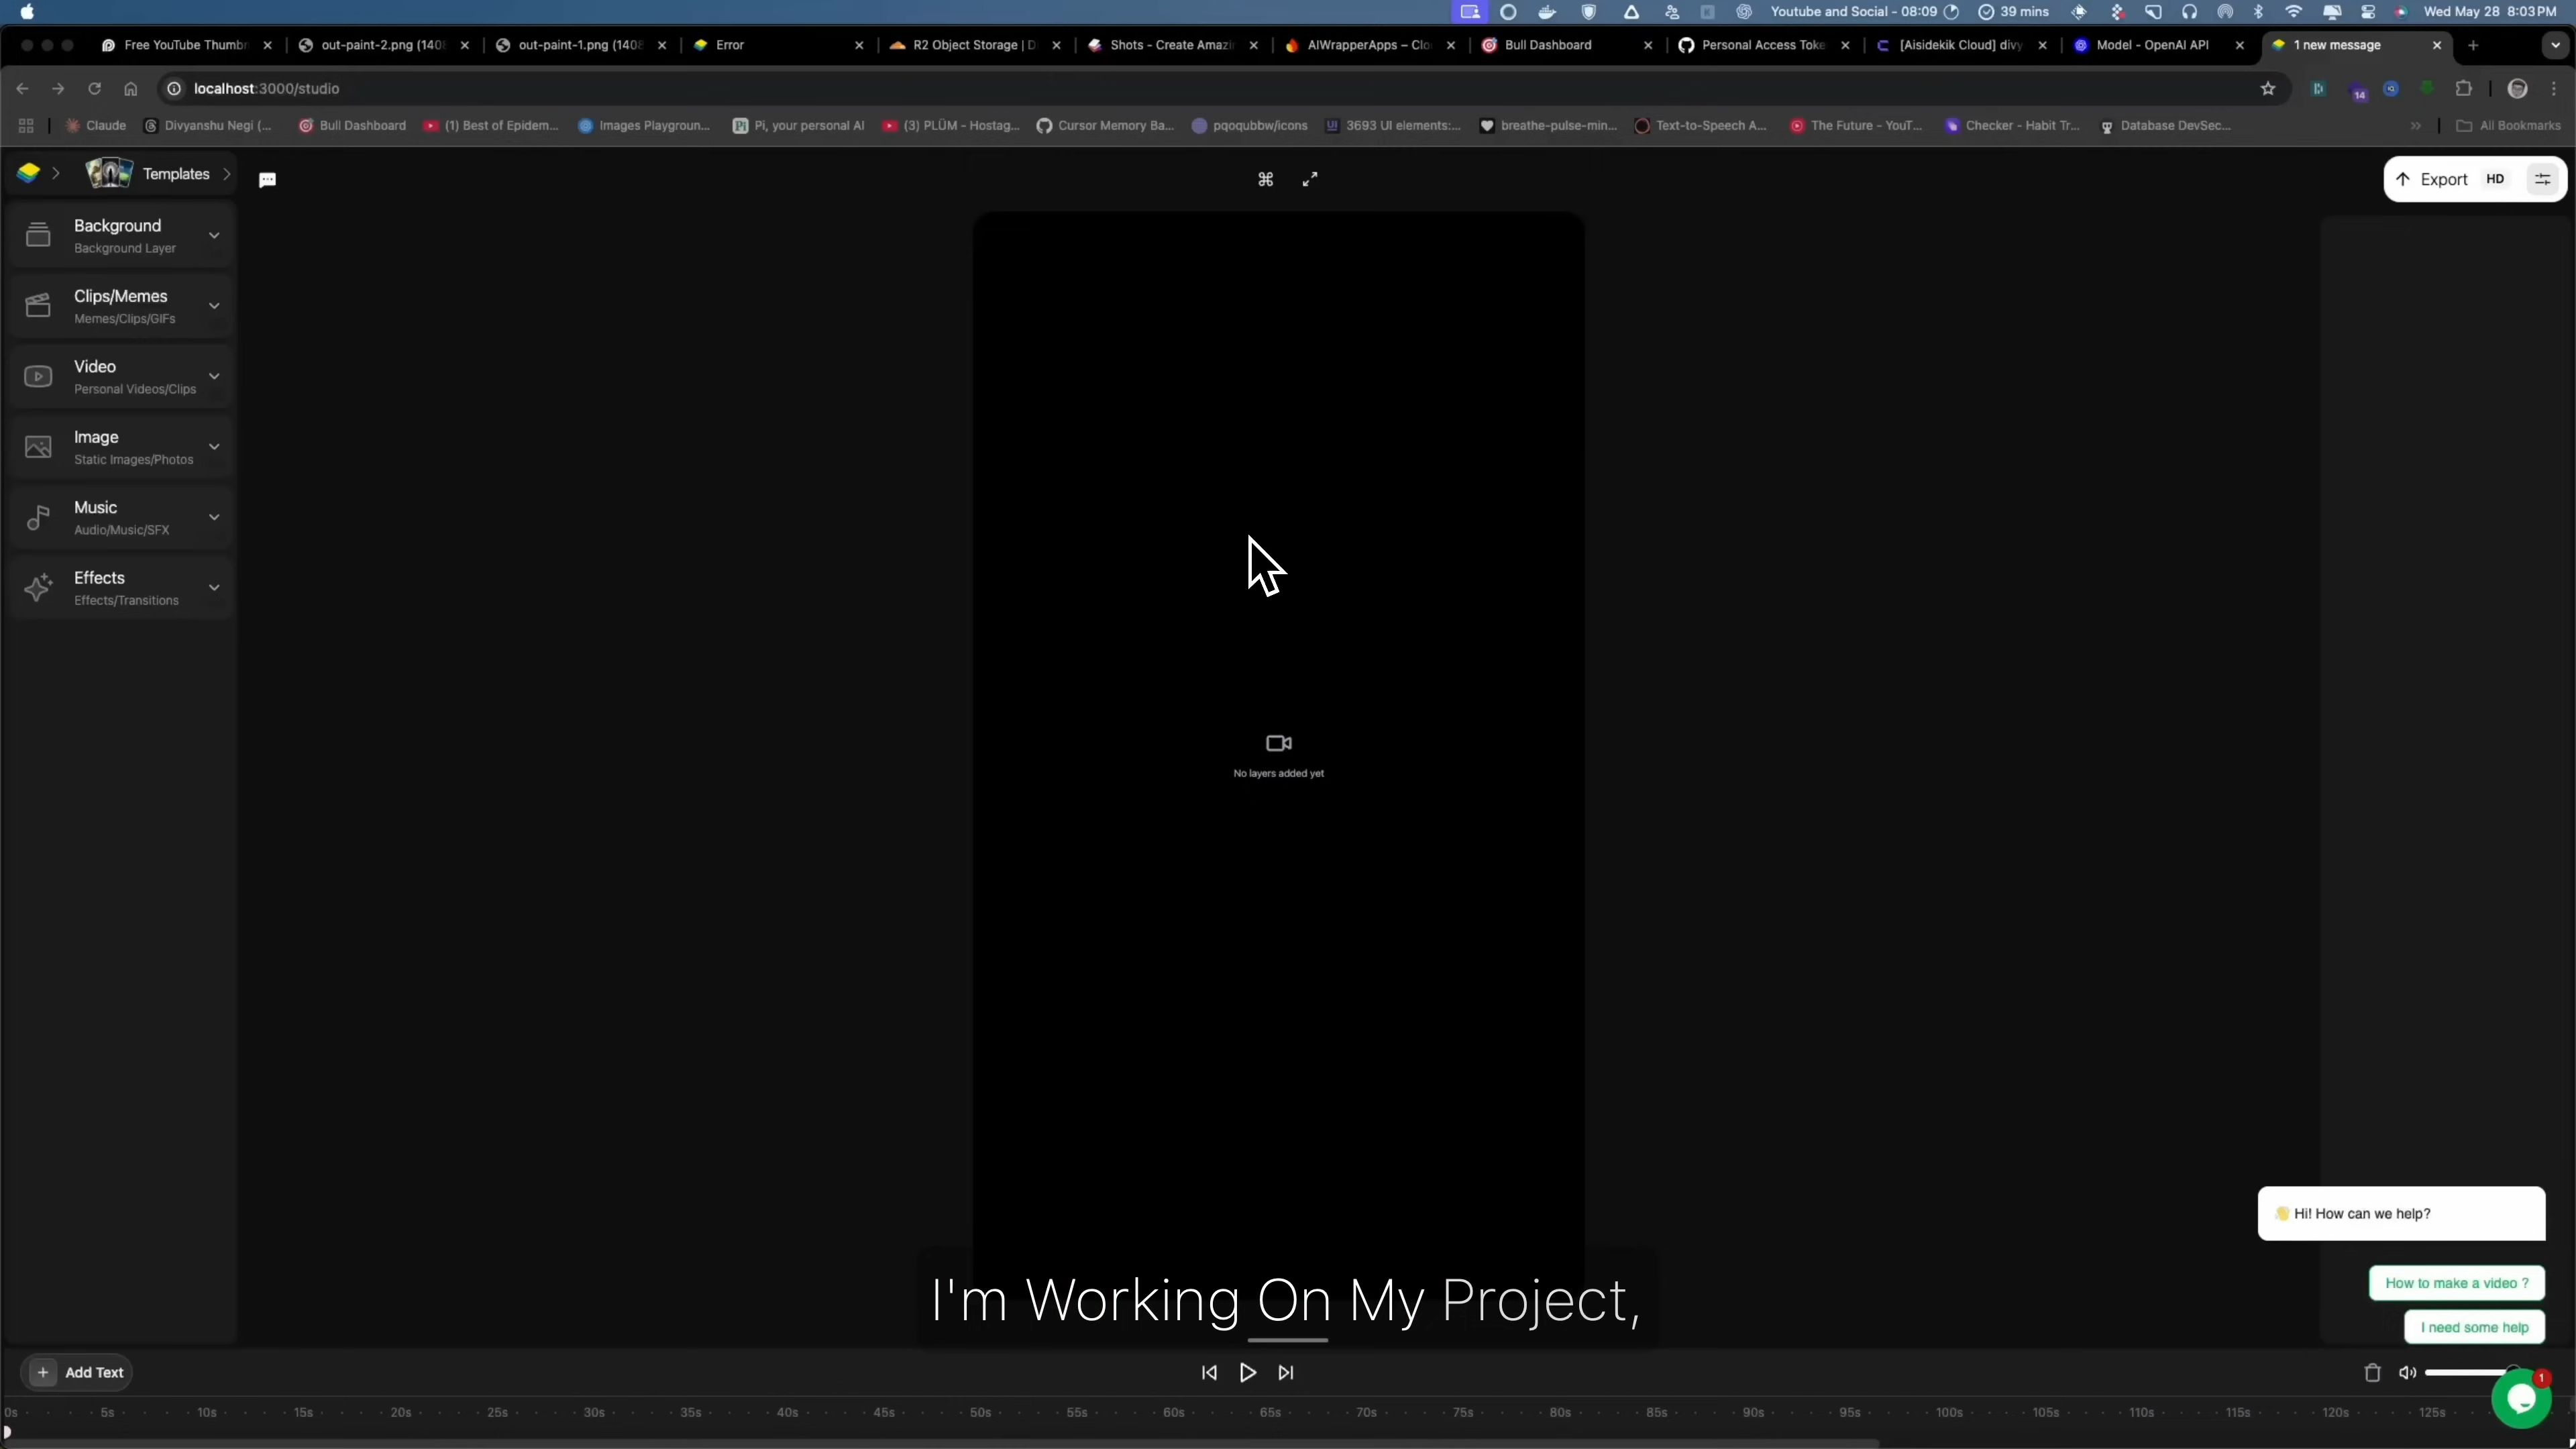 Youtube and Social - 08:09
39 mins
Wed May 28 8:03 PM
Free YouTube Thumbn
out-paint-2.png (140
out-paint-1.png (140
Error
R2 Object Storage | D
Shots - Create Amazi
AIWrapperApps – Clo
Bull Dashboard
Personal Access Toke
[Aisidekik Cloud] divy
Model - OpenAI API
1 new message
localhost:3000/studio
14
Claude
Divyanshu Negi (...
Bull Dashboard
(1) Best of Epidem...
Images Playgroun...
Pi, your personal AI
(3) PLÜM - Hostag...
Cursor Memory Ba...
pqoqubbw/icons
3693 UI elements:...
breathe-pulse-min...
Text-to-Speech A...
The Future - YouT...
Checker - Habit Tr...
Database DevSec...
All Bookmarks
Templates
Export HD
Background
Background Layer
Clips/Memes
Memes/Clips/GIFs
Video
Personal Videos/Clips
Image
Static Images/Photos
Music
Audio/Music/SFX
Effects
Effects/Transitions
No layers added yet
👋 Hi! How can we help?
How to make a video ?
I need some help
I'm Working On My Project,
Add Text
1
0s 5s 10s 15s 20s 25s 30s 35s 40s 45s 50s 55s 60s 65s 70s 75s 80s 85s 90s 95s 100s 105s 110s 115s 120s 125s